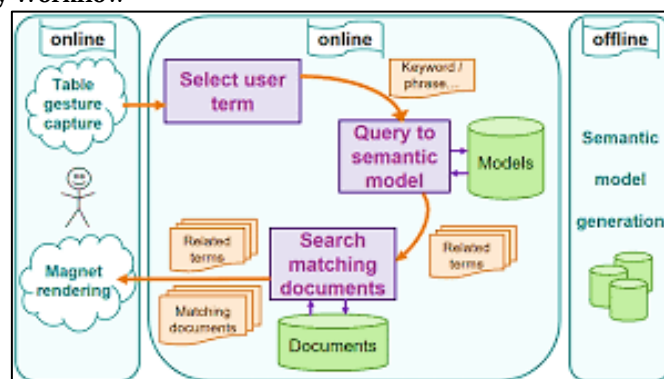 y workflow
online
online
offline
Table
gesture
capture
Select user
term
Keyword /
phrase...
Query to
semantic
model
Models
Semantic
model
generation
Related
terms
Search
matching
documents
Related
terms
Magnet
rendering
Matching
documents
Documents